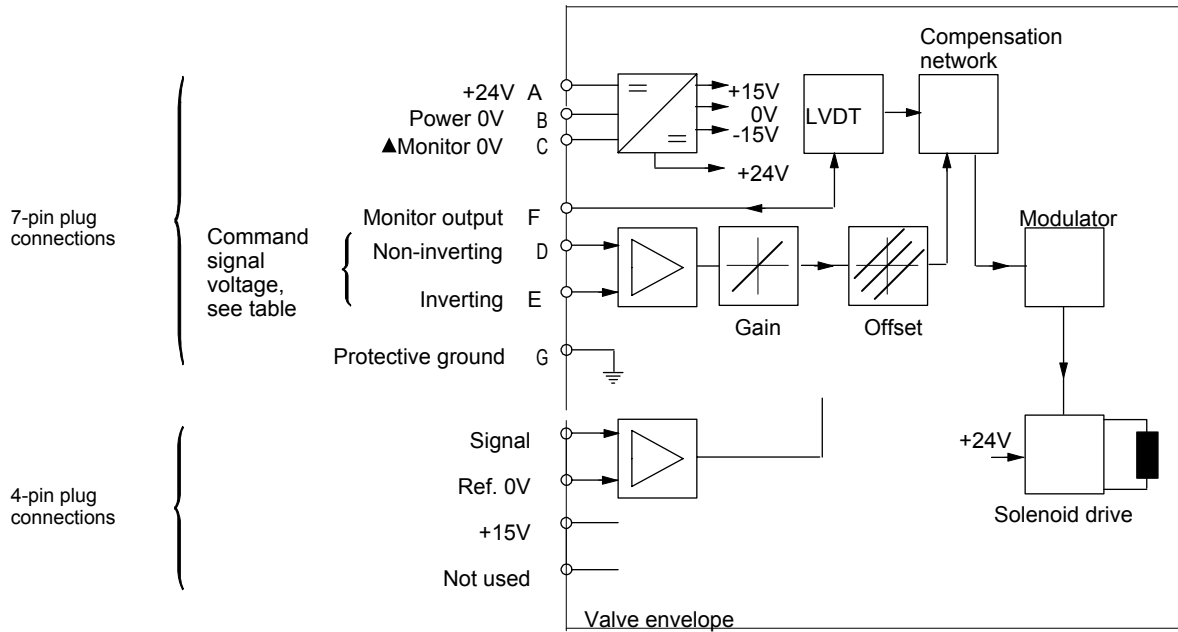 Compensation
network
+24V A
Power 0V B
▲Monitor 0V C
+15V
0V
-15V
+24V
LVDT
7-pin plug
connections
Command
signal
voltage,
see table
Monitor output F
Non-inverting D
Inverting E
Gain
Offset
Modulator
Protective ground G
4-pin plug
connections
Signal
Ref. 0V
+15V
Not used
+24V
Solenoid drive
Valve envelope